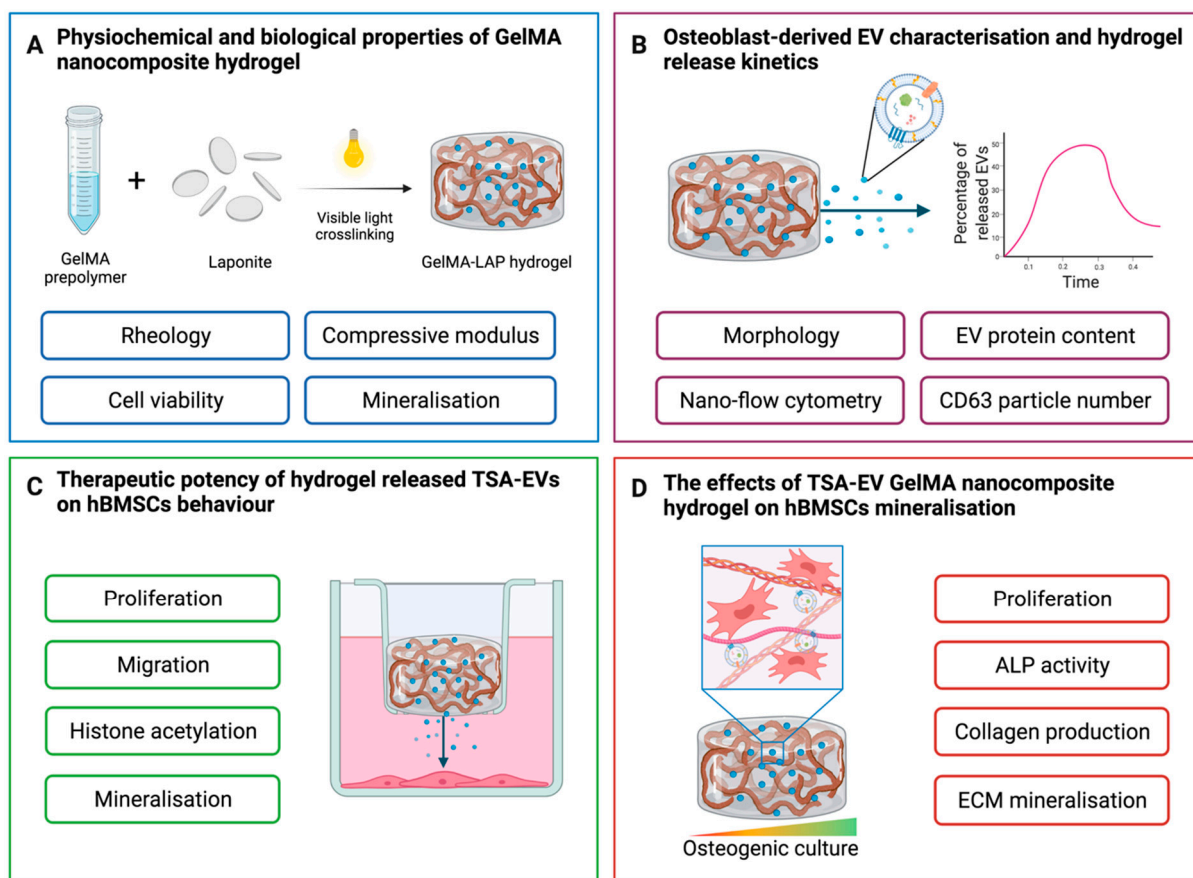 A Physiochemical and biological properties of GelMA
nanocomposite hydrogel
GelMA
prepolymer
+
Laponite
Visible light
crosslinking
GelMA-LAP hydrogel
Rheology
Compressive modulus
Cell viability
Mineralisation
B Osteoblast-derived EV characterisation and hydrogel
release kinetics
Percentage of
released EVs
50
40
30
20
10
0
0.1 0.2 0.3 0.4
Time
Morphology
EV protein content
Nano-flow cytometry
CD63 particle number
C Therapeutic potency of hydrogel released TSA-EVs
on hBMSCs behaviour
Proliferation
Migration
Histone acetylation
Mineralisation
D The effects of TSA-EV GelMA nanocomposite
hydrogel on hBMSCs mineralisation
Osteogenic culture
Proliferation
ALP activity
Collagen production
ECM mineralisation